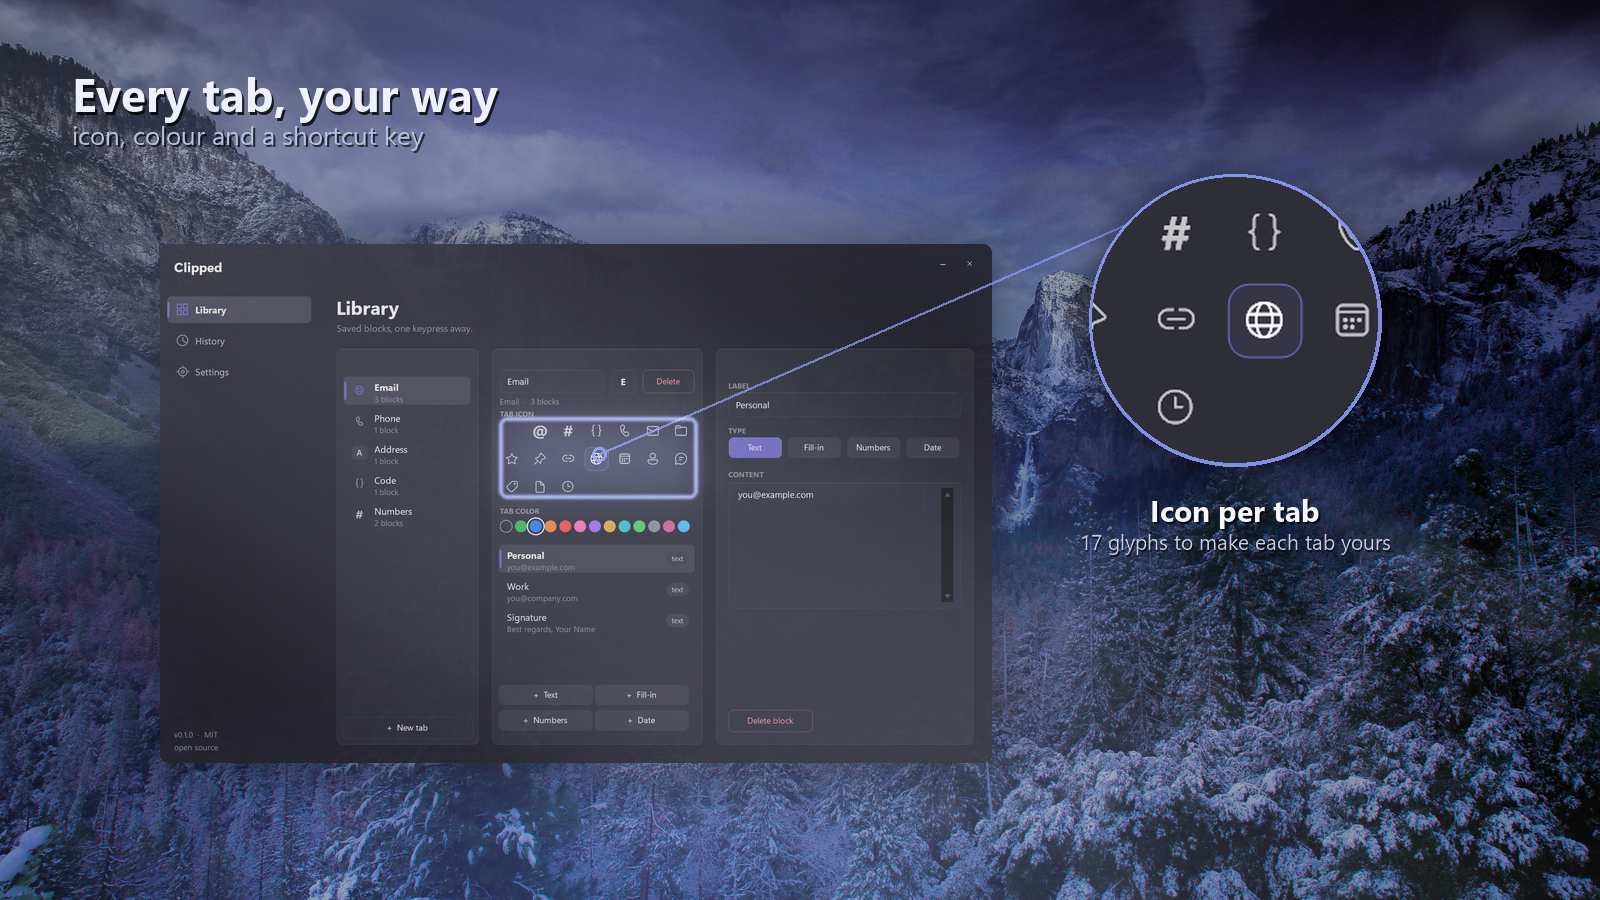 Every tab, your way
icon, colour and a shortcut key
Clipped
Library
History
Settings
v0.1.0 · MIT
open source
Library
Saved blocks, one keypress away.
Email
3 blocks
Phone
1 block
A
Address
1 block
{}
Code
1 block
#
Numbers
2 blocks
+ New tab
Email
E
Delete
Email · 3 blocks
TAB ICON
@ # {}
TAB COLOR
Personal
you@example.com
text
Work
you@company.com
text
Signature
Best regards, Your Name
text
+ Text
+ Fill-in
+ Numbers
+ Date
LABEL
Personal
TYPE
Text
Fill-in
Numbers
Date
CONTENT
you@example.com
Delete block
# {}
Icon per tab
17 glyphs to make each tab yours